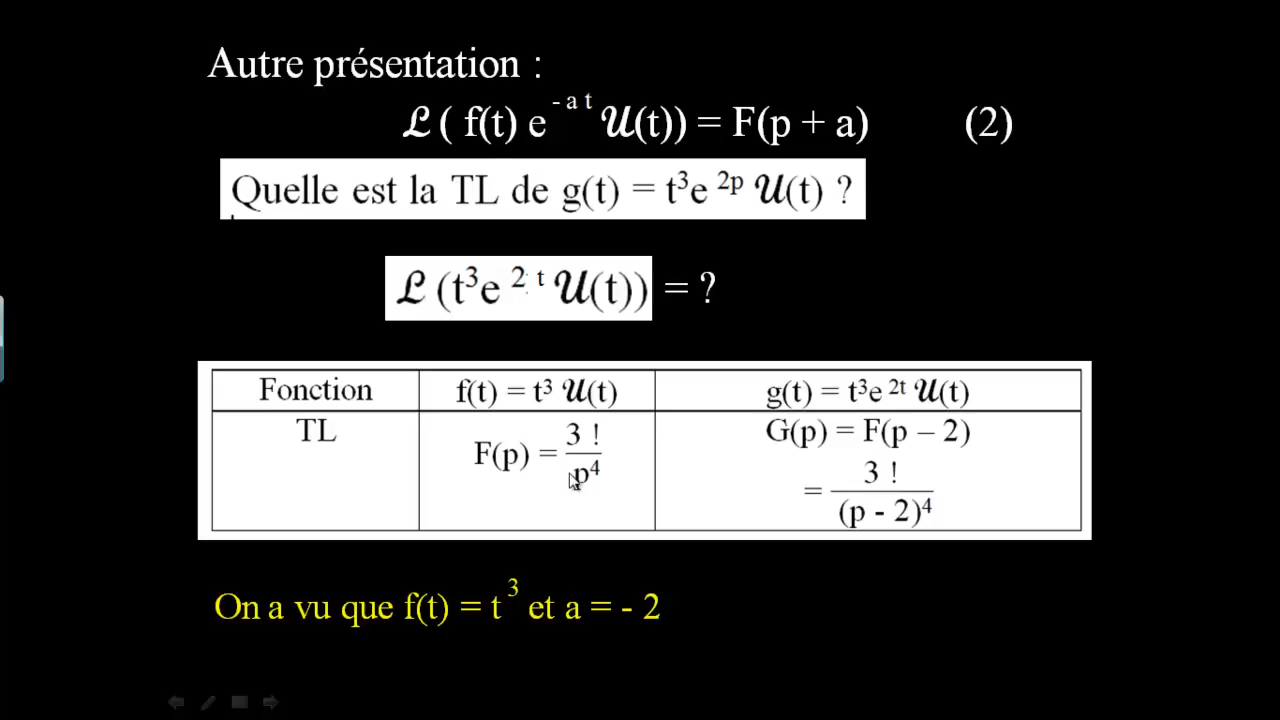 Autre présentation :
ℒ ( f(t) e^{- a t} 𝒰(t)) = F(p + a) (2)
Quelle est la TL de g(t) = t³e^{2p} 𝒰(t) ?
ℒ (t³e^{2 t} 𝒰(t)) = ?
Fonction f(t) = t³ 𝒰(t) g(t) = t³e^{2t} 𝒰(t)
TL F(p) = 3 ! / p⁴ G(p) = F(p – 2)
= 3 ! / (p - 2)⁴
On a vu que f(t) = t³ et a = - 2